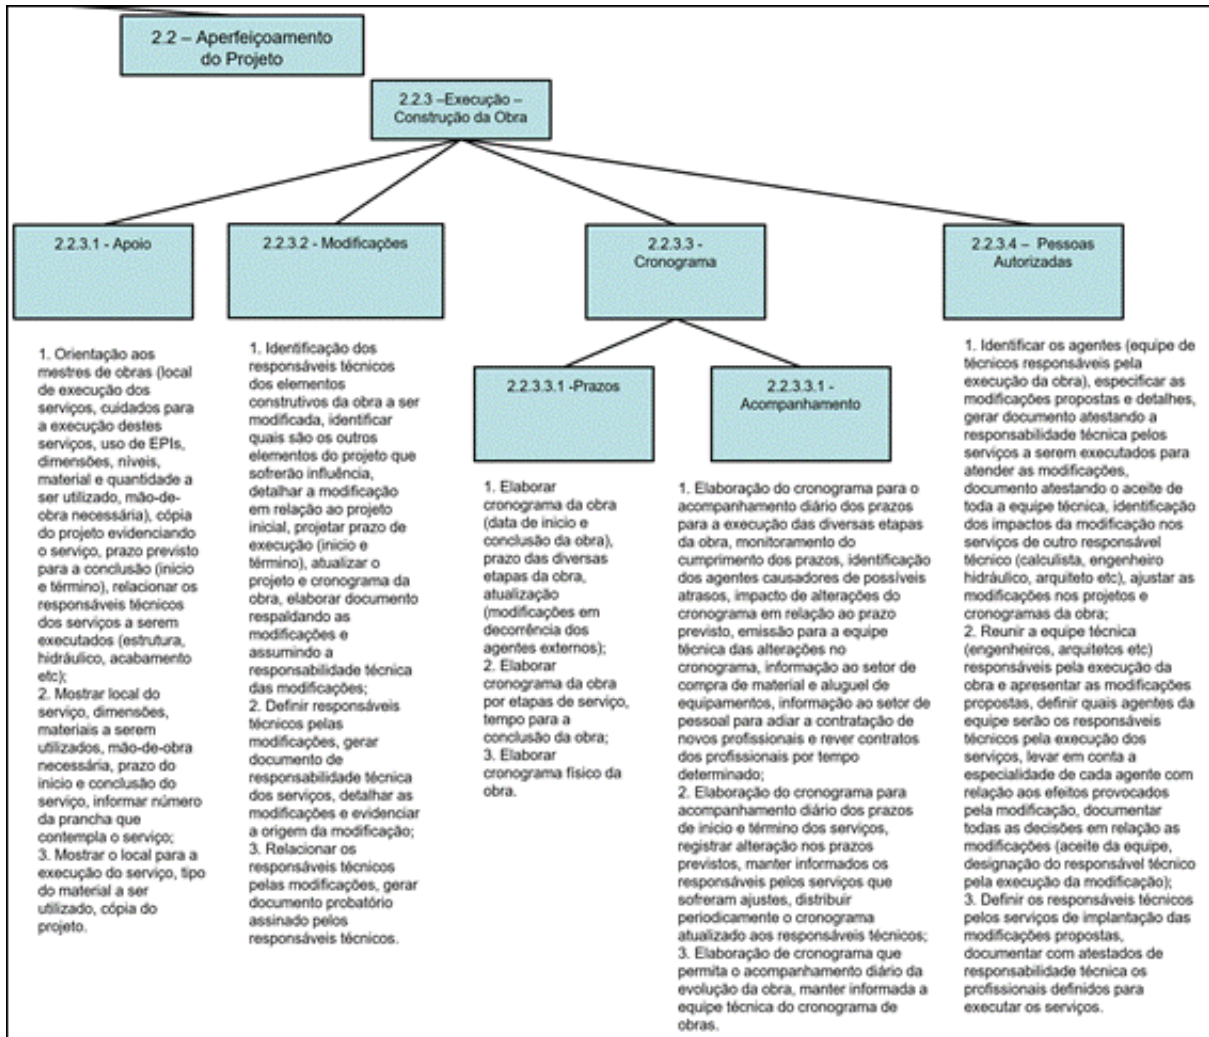 2.2 – Aperfeiçoamento
do Projeto
2.2.3 –Execução –
Construção da Obra
2.2.3.1 - Apoio
2.2.3.2 - Modificações
2.2.3.3 -
Cronograma
2.2.3.4 – Pessoas
Autorizadas
1. Orientação aos
mestres de obras (local
de execução dos
serviços, cuidados para
a execução destes
serviços, uso de EPIs,
dimensões, níveis,
material e quantidade a
ser utilizado, mão-de-
obra necessária), cópia
do projeto evidenciando
o serviço, prazo previsto
para a conclusão (inicio
e término), relacionar os
responsáveis técnicos
dos serviços a serem
executados (estrutura,
hidráulico, acabamento
etc);
2. Mostrar local do
serviço, dimensões,
materiais a serem
utilizados, mão-de-obra
necessária, prazo do
inicio e conclusão do
serviço, informar número
da prancha que
contempla o serviço;
3. Mostrar o local para a
execução do serviço, tipo
do material a ser
utilizado, cópia do
projeto.
1. Identificação dos
responsáveis técnicos
dos elementos
construtivos da obra a ser
modificada, identificar
quais são os outros
elementos do projeto que
sofrerão influência,
detalhar a modificação
em relação ao projeto
inicial, projetar prazo de
execução (inicio e
término), atualizar o
projeto e cronograma da
obra, elaborar documento
respaldando as
modificações e
assumindo a
responsabilidade técnica
das modificações;
2. Definir responsáveis
técnicos pelas
modificações, gerar
documento de
responsabilidade técnica
dos serviços, detalhar as
modificações e evidenciar
a origem da modificação;
3. Relacionar os
responsáveis técnicos
pelas modificações, gerar
documento probatório
assinado pelos
responsáveis técnicos.
2.2.3.3.1 -Prazos
1. Elaborar
cronograma da obra
(data de inicio e
conclusão da obra),
prazo das diversas
etapas da obra,
atualização
(modificações em
decorrência dos
agentes externos);
2. Elaborar
cronograma da obra
por etapas de serviço,
tempo para a
conclusão da obra;
3. Elaborar
cronograma físico da
obra.
2.2.3.3.1 -
Acompanhamento
1. Elaboração do cronograma para o
acompanhamento diário dos prazos
para a execução das diversas etapas
da obra, monitoramento do
cumprimento dos prazos, identificação
dos agentes causadores de possíveis
atrasos, impacto de alterações do
cronograma em relação ao prazo
previsto, emissão para a equipe
técnica das alterações no
cronograma, informação ao setor de
compra de material e aluguel de
equipamentos, informação ao setor de
pessoal para adiar a contratação de
novos profissionais e rever contratos
dos profissionais por tempo
determinado;
2. Elaboração do cronograma para
acompanhamento diário dos prazos
de inicio e término dos serviços,
registrar alteração nos prazos
previstos, manter informados os
responsáveis pelos serviços que
sofreram ajustes, distribuir
periodicamente o cronograma
atualizado aos responsáveis técnicos;
3. Elaboração de cronograma que
permita o acompanhamento diário da
evolução da obra, manter informada a
equipe técnica do cronograma de
obras.
1. Identificar os agentes (equipe de
técnicos responsáveis pela
execução da obra), especificar as
modificações propostas e detalhes,
gerar documento atestando a
responsabilidade técnica pelos
serviços a serem executados para
atender as modificações,
documento atestando o aceite de
toda a equipe técnica, identificação
dos impactos da modificação nos
serviços de outro responsável
técnico (calculista, engenheiro
hidráulico, arquiteto etc), ajustar as
modificações nos projetos e
cronogramas da obra;
2. Reunir a equipe técnica
(engenheiros, arquitetos etc)
responsáveis pela execução da
obra e apresentar as modificações
propostas, definir quais agentes da
equipe serão os responsáveis
técnicos pela execução dos
serviços, levar em conta a
especialidade de cada agente com
relação aos efeitos provocados
pela modificação, documentar
todas as decisões em relação as
modificações (aceite da equipe,
designação do responsável técnico
pela execução da modificação);
3. Definir os responsáveis técnicos
pelos serviços de implantação das
modificações propostas,
documentar com atestados de
responsabilidade técnica os
profissionais definidos para
executar os serviços.